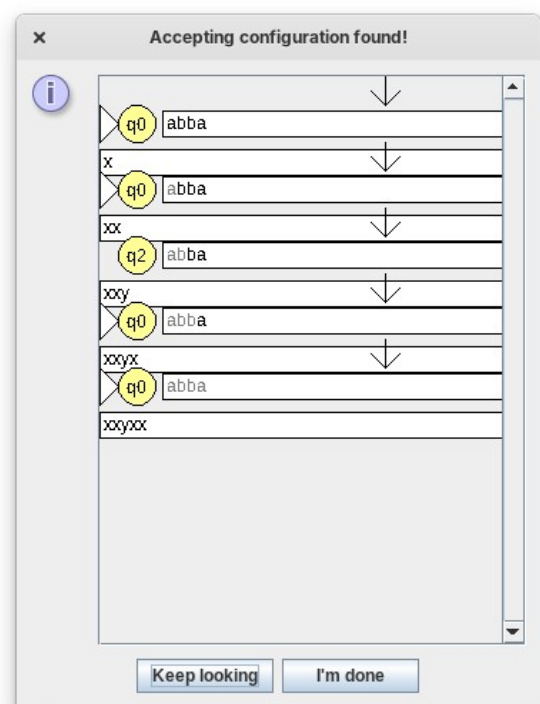 Accepting configuration found!
q0 abba
x
q0 abba
xx
q2 abba
xxy
q0 abba
xxyx
q0 abba
xxyxx
Keep looking I'm done